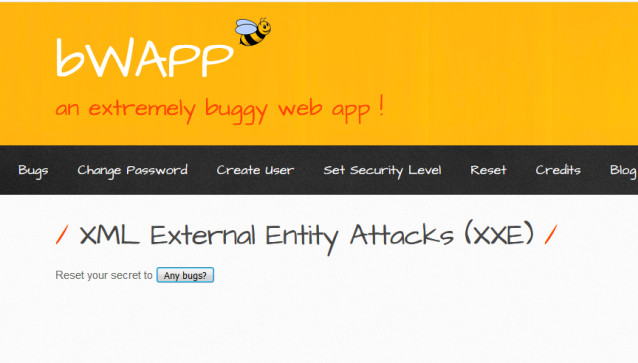 bWAPP
an extremely buggy web app !
Bugs Change Password Create User Set Security Level Reset Credits Blog
/ XML External Entity Attacks (XXE) /
Reset your secret to Any bugs?